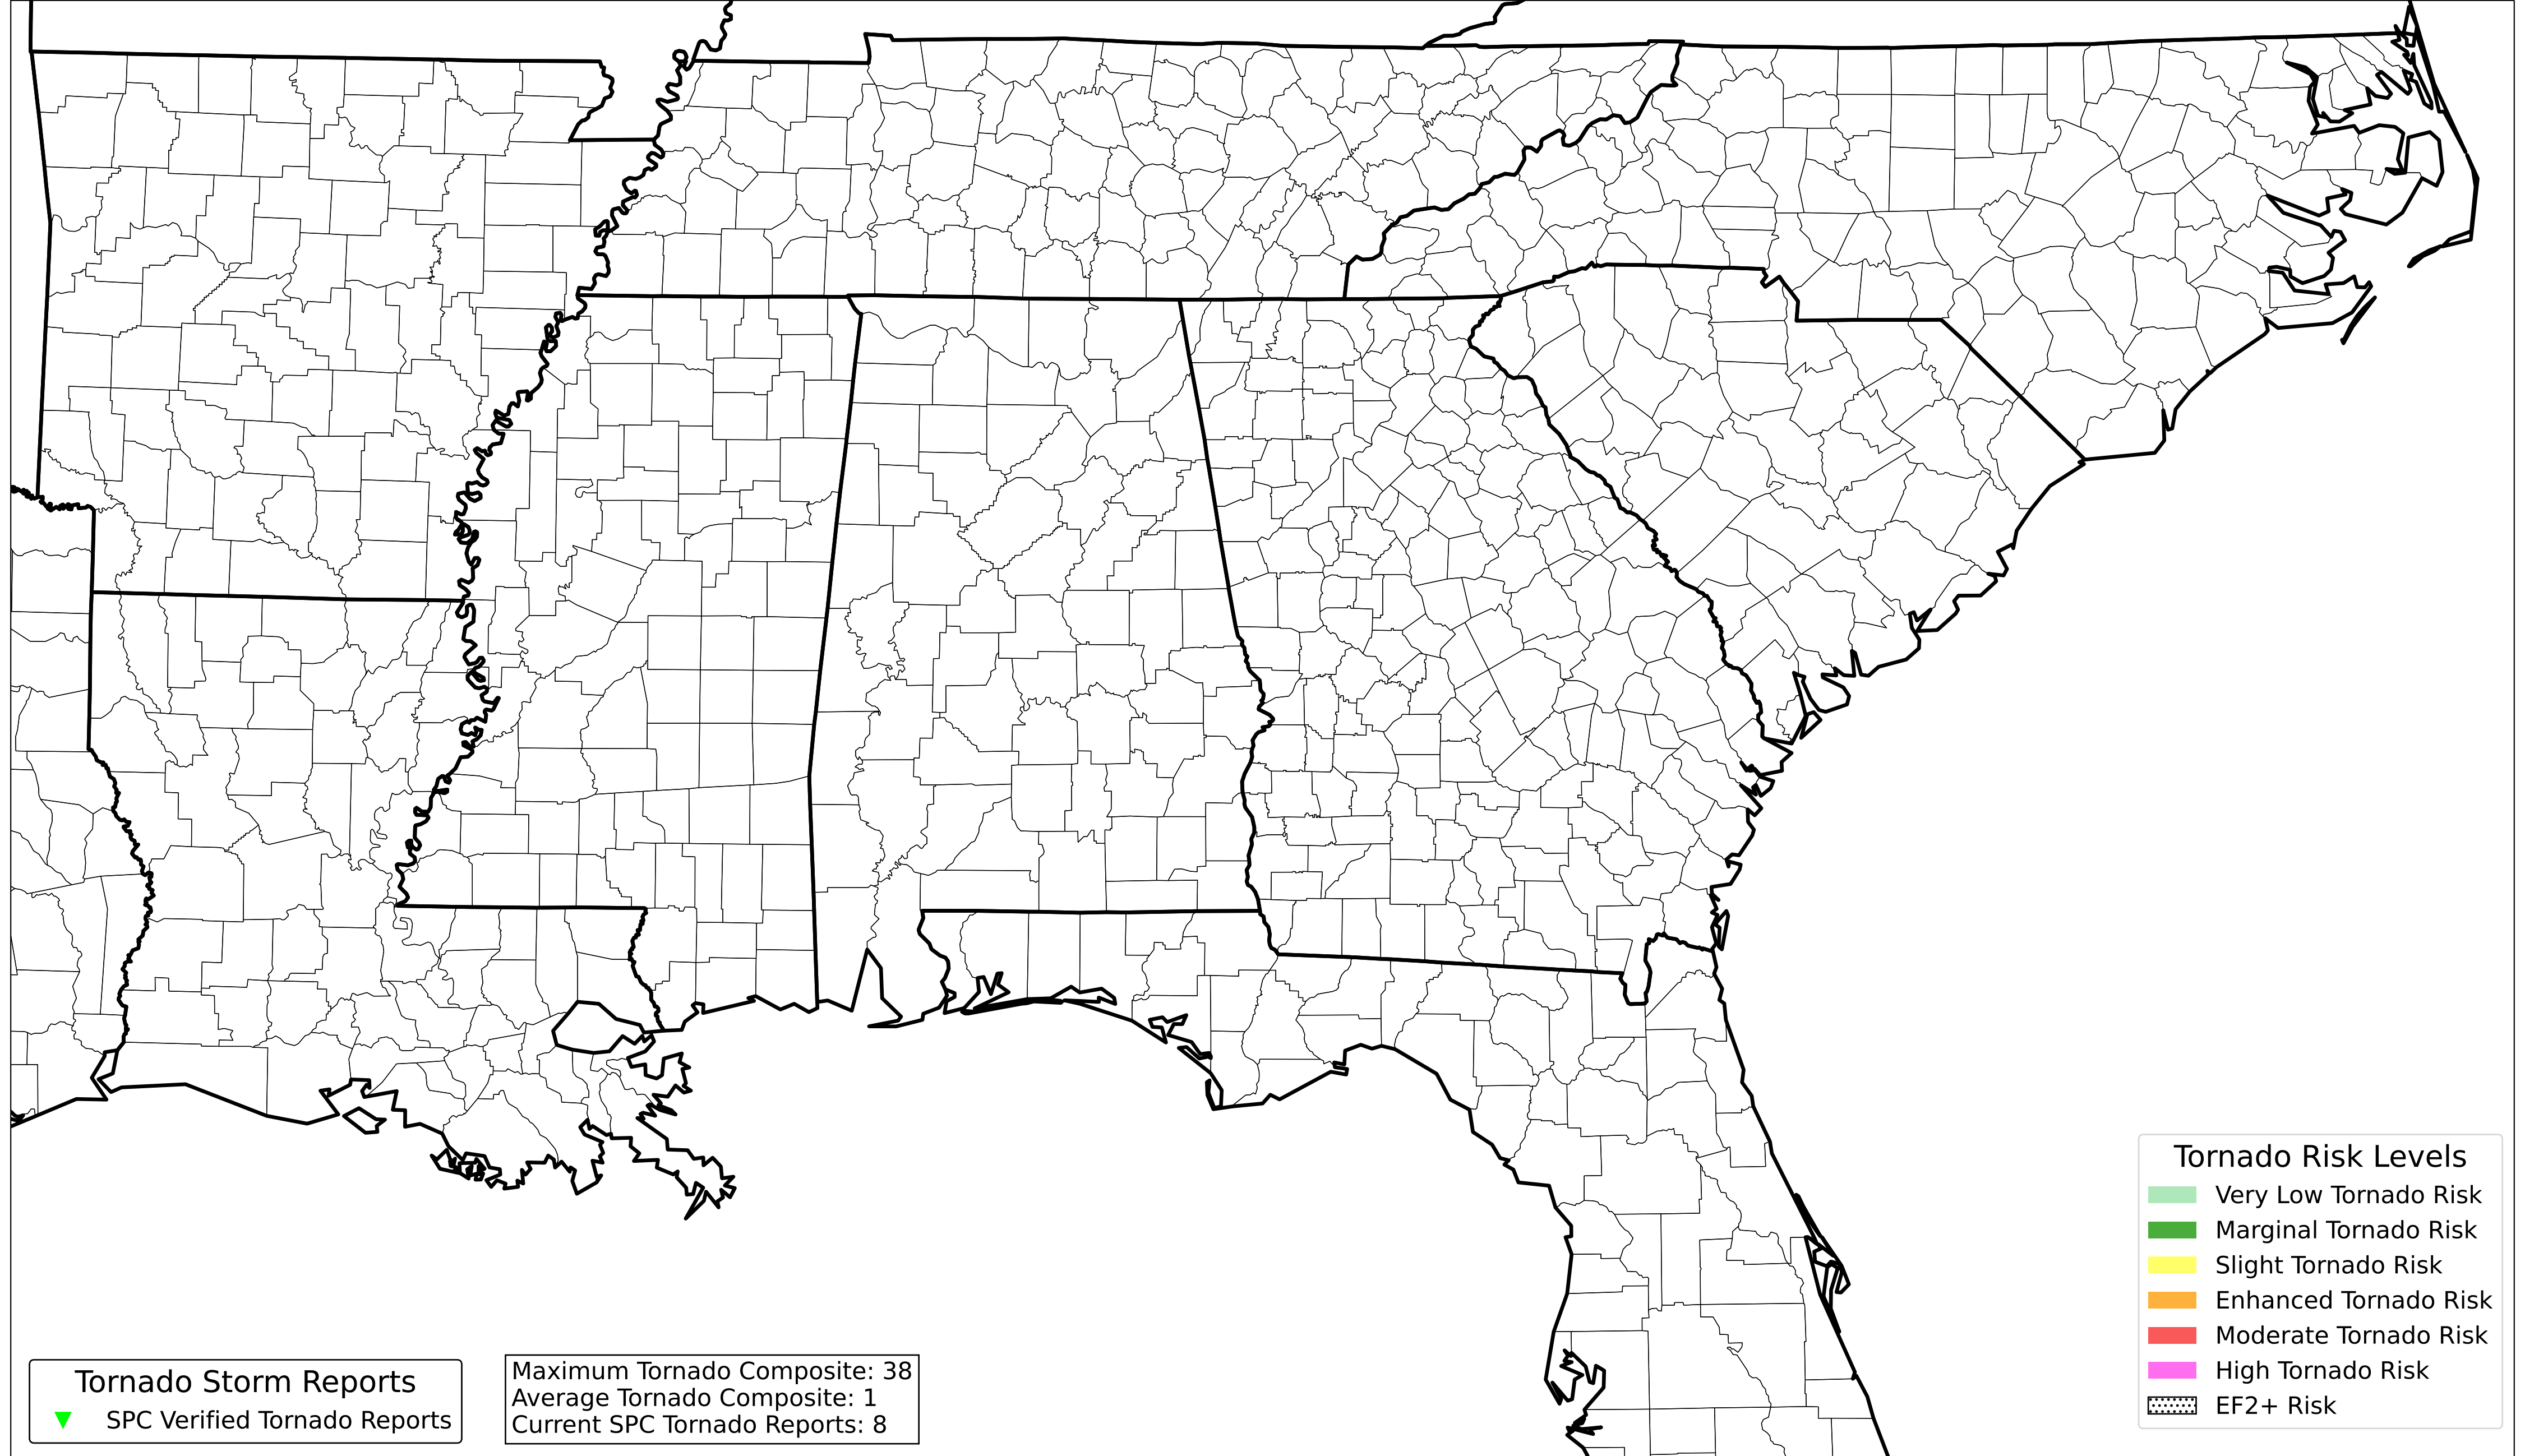 Tornado Storm Reports
SPC Verified Tornado Reports
Maximum Tornado Composite: 38
Average Tornado Composite: 1
Current SPC Tornado Reports: 8
Tornado Risk Levels
Very Low Tornado Risk
Marginal Tornado Risk
Slight Tornado Risk
Enhanced Tornado Risk
Moderate Tornado Risk
High Tornado Risk
EF2+ Risk